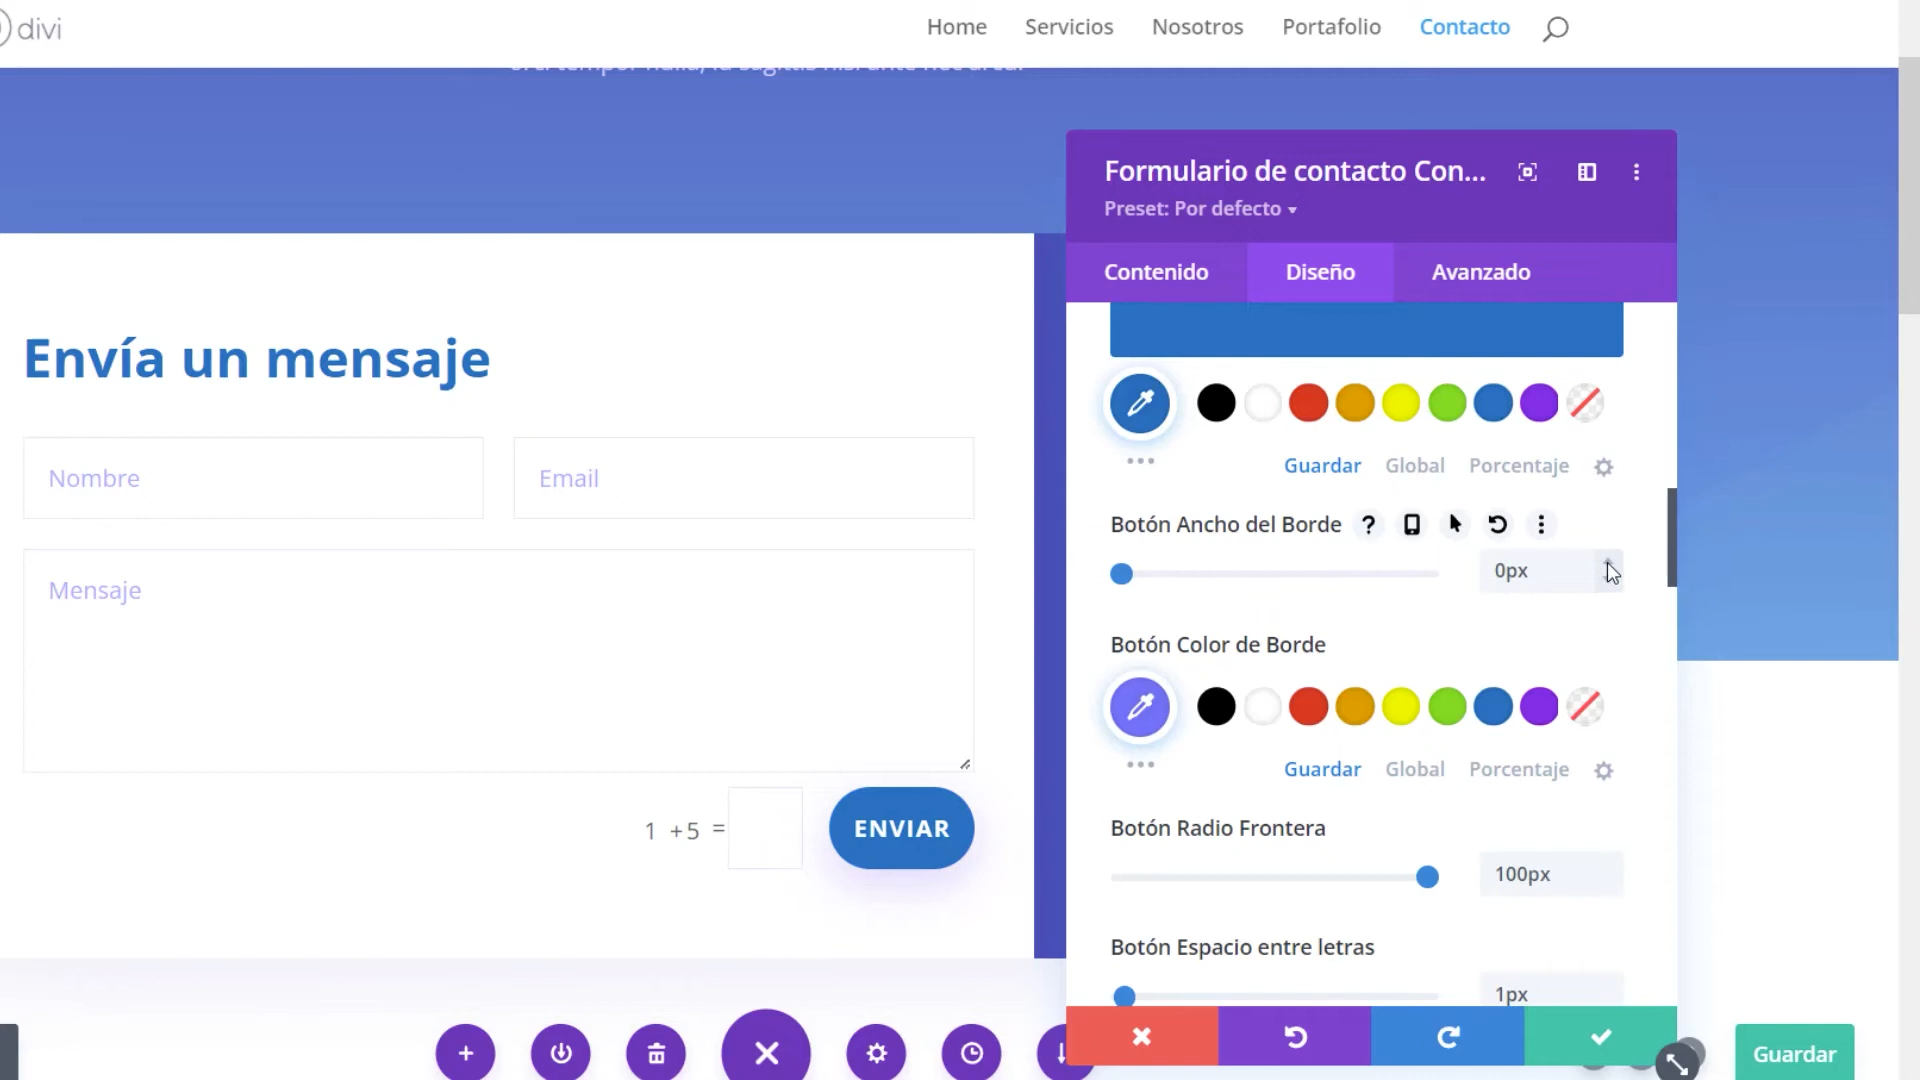 divi
Home
Servicios
Nosotros
Portafolio
Contacto
Formulario de contacto Con...
Preset: Por defecto
Contenido
Diseño
Avanzado
Envía un mensaje
Nombre
Email
Mensaje
1 +5 =
ENVIAR
Guardar
Global
Porcentaje
Botón Ancho del Borde
?
0px
Botón Color de Borde
Guardar
Global
Porcentaje
Botón Radio Frontera
100px
Botón Espacio entre letras
1px
Guardar